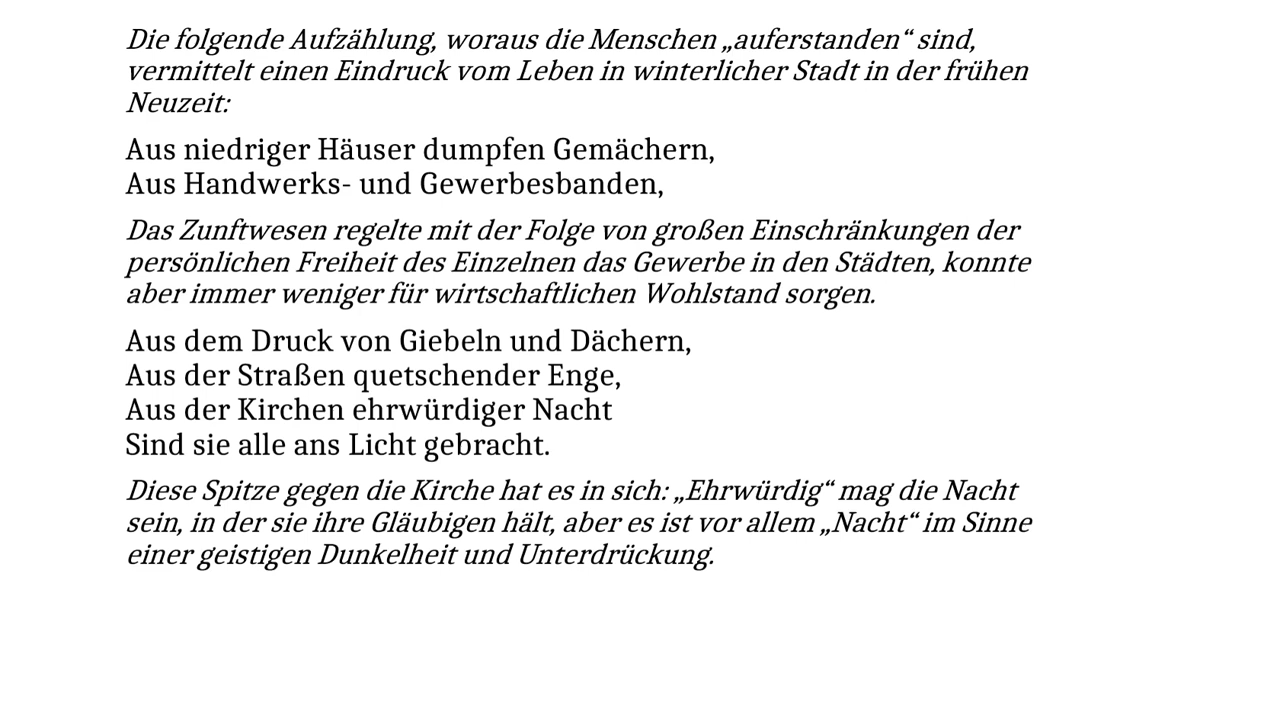 Die folgende Aufzählung, woraus die Menschen „auferstanden“ sind,
vermittelt einen Eindruck vom Leben in winterlicher Stadt in der frühen
Neuzeit:
Aus niedriger Häuser dumpfen Gemächern,
Aus Handwerks- und Gewerbesbanden,
Das Zunftwesen regelte mit der Folge von großen Einschränkungen der
persönlichen Freiheit des Einzelnen das Gewerbe in den Städten, konnte
aber immer weniger für wirtschaftlichen Wohlstand sorgen.
Aus dem Druck von Giebeln und Dächern,
Aus der Straßen quetschender Enge,
Aus der Kirchen ehrwürdiger Nacht
Sind sie alle ans Licht gebracht.
Diese Spitze gegen die Kirche hat es in sich: „Ehrwürdig“ mag die Nacht
sein, in der sie ihre Gläubigen hält, aber es ist vor allem „Nacht“ im Sinne
einer geistigen Dunkelheit und Unterdrückung.